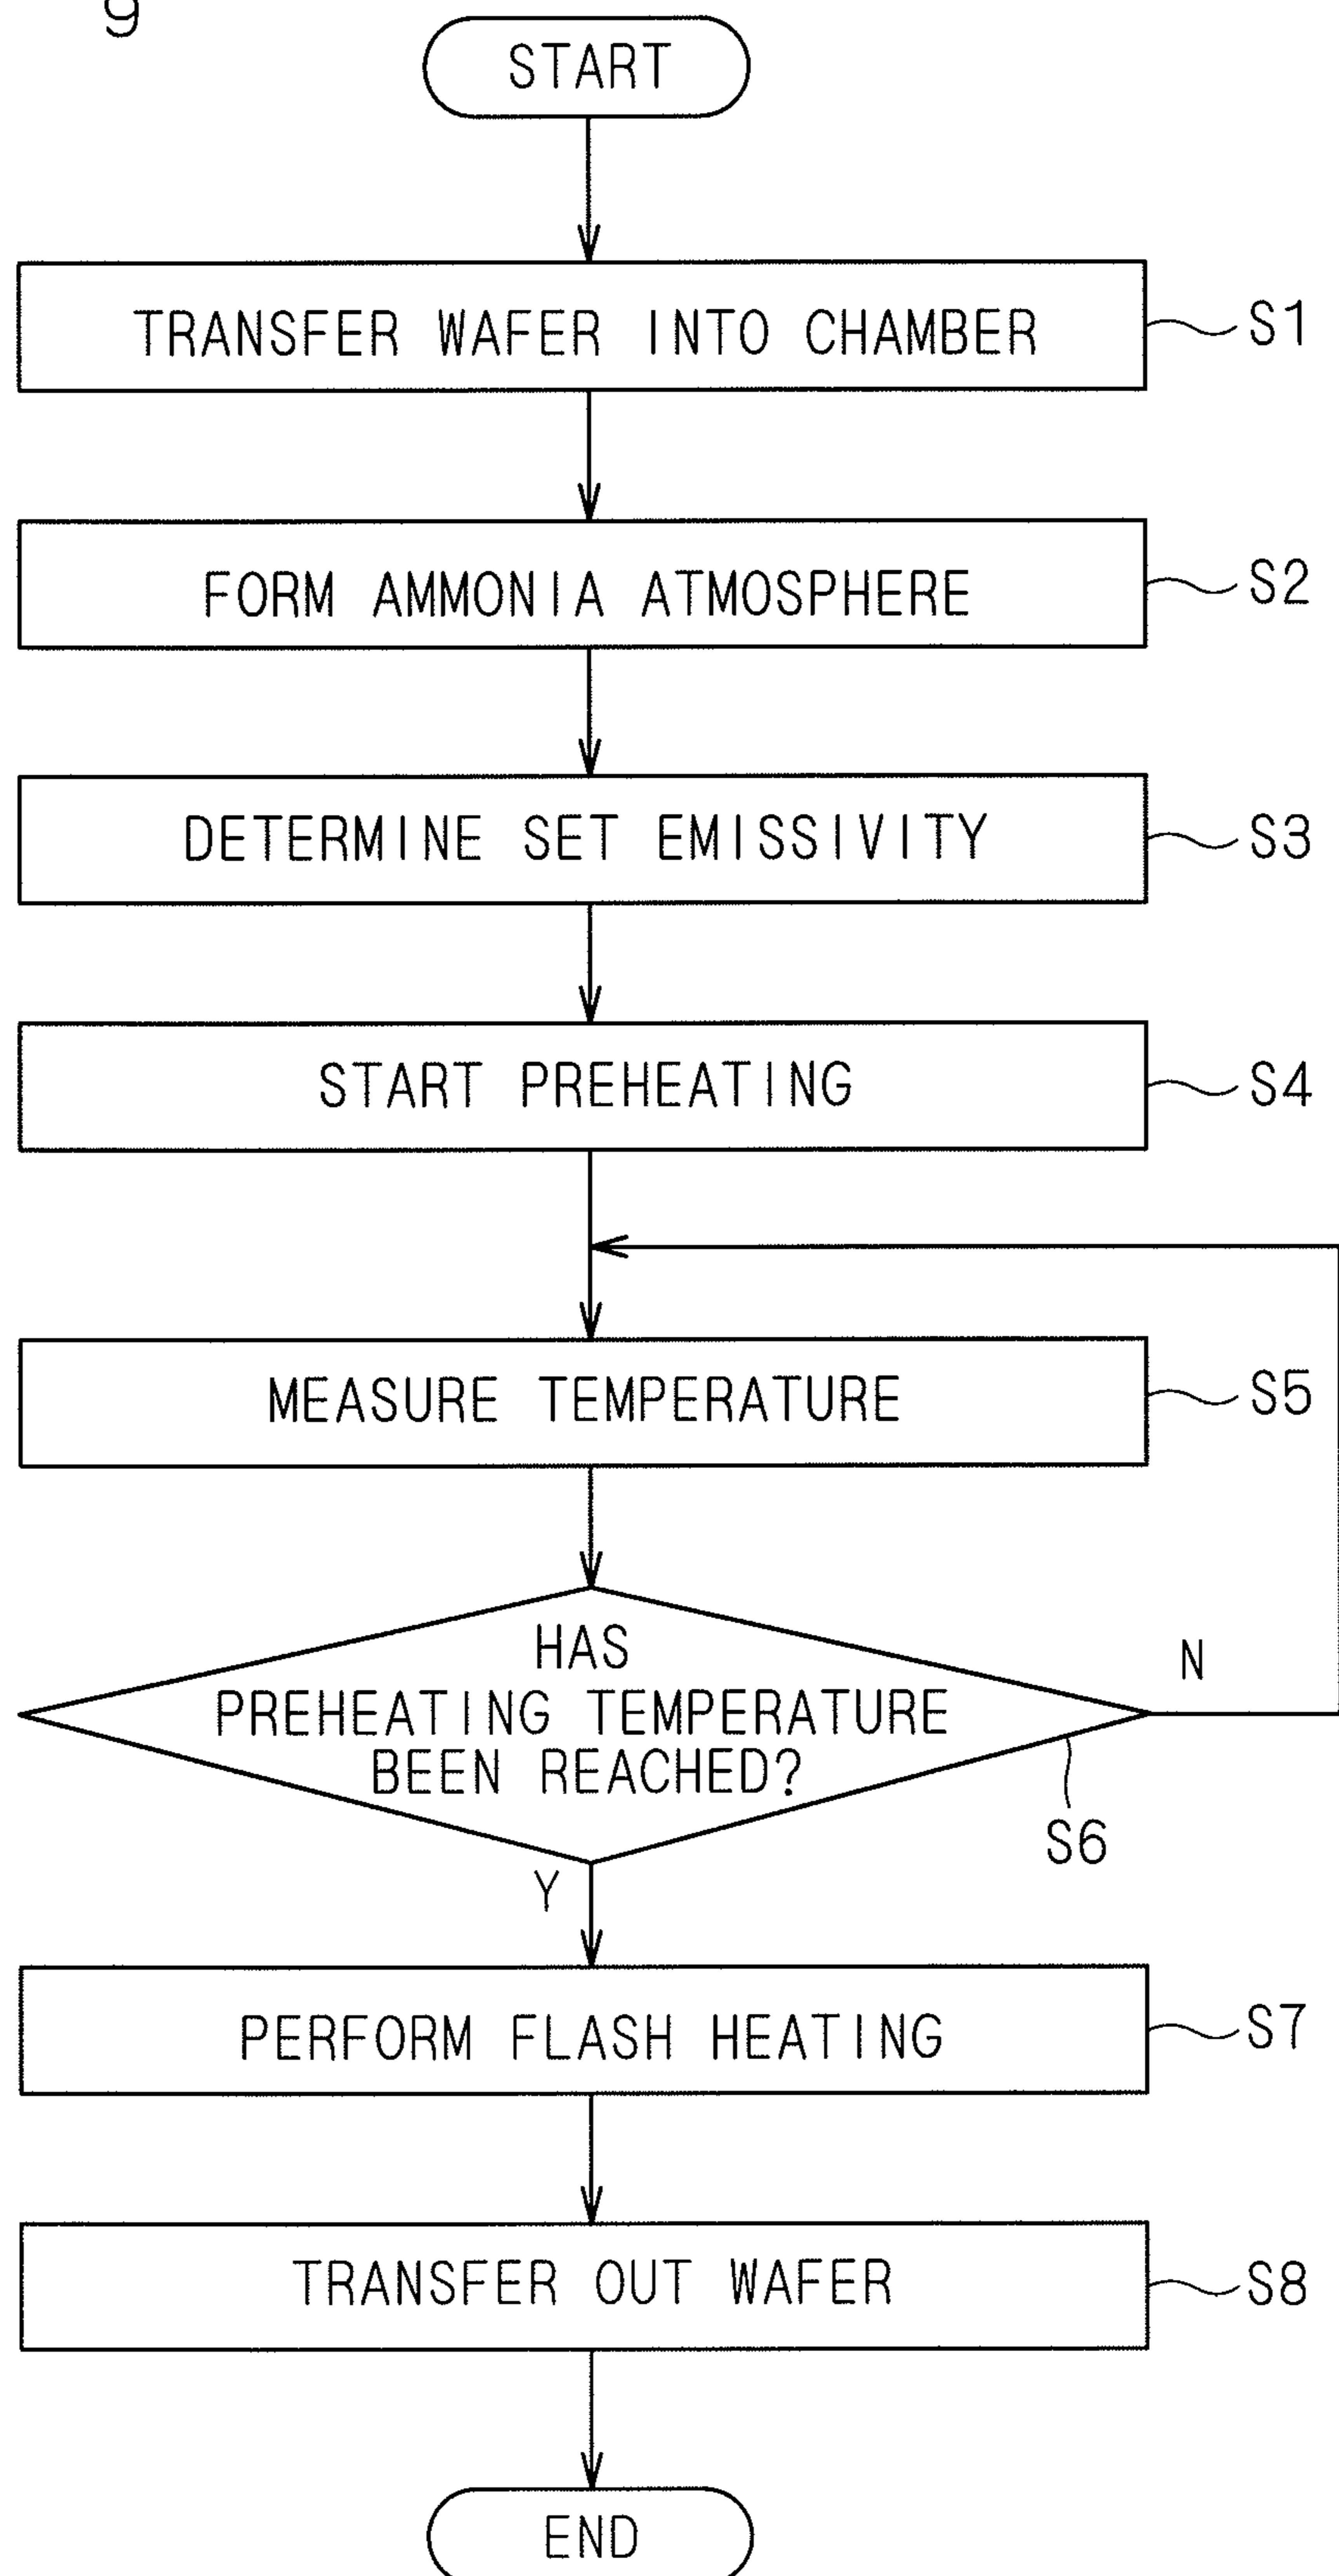 START
TRANSFER WAFER INTO CHAMBER S1
FORM AMMONIA ATMOSPHERE S2
DETERMINE SET EMISSIVITY S3
START PREHEATING S4
MEASURE TEMPERATURE S5
HAS
PREHEATING TEMPERATURE
BEEN REACHED?
N
S6
Y
PERFORM FLASH HEATING S7
TRANSFER OUT WAFER S8
END